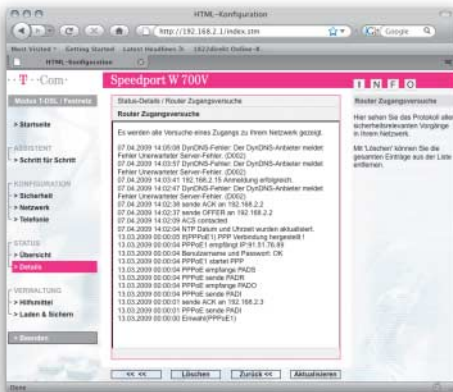 HTML-Konfiguration
http://192.168.2.1/index.stm
Google
Most Visited Getting Started Latest Headlines 1822direkt Online-B...
HTML-Konfiguration
T-Com
Speedport W 700V
INFO
Modus T-DSL / Festnetz
> Startseite
ASSISTENT
> Schritt für Schritt
KONFIGURATION
> Sicherheit
> Netzwerk
> Telefonie
STATUS
> Übersicht
> Details
VERWALTUNG
> Hilfsmittel
> Laden & Sichern
> Beenden
Status-Details / Router Zugangsversuche
Router Zugangsversuche
Es werden alle Versuche eines Zugangs zu Ihrem Netzwerk gezeigt.
07.04.2009 14:05:08 DynDNS-Fehler: Der DynDNS-Anbieter meldet
Fehler Unerwarteter Server-Fehler. (D002)
07.04.2009 14:03:57 DynDNS-Fehler: Der DynDNS-Anbieter meldet
Fehler Unerwarteter Server-Fehler. (D002)
07.04.2009 14:03:41 192.168.2.15 Anmeldung erfolgreich.
07.04.2009 14:02:47 DynDNS-Fehler: Der DynDNS-Anbieter meldet
Fehler Unerwarteter Server-Fehler. (D002)
07.04.2009 14:02:38 sende ACK an 192.168.2.2
07.04.2009 14:02:37 sende OFFER an 192.168.2.2
07.04.2009 14:02:09 ACS contacted
07.04.2009 14:02:04 NTP Datum und Uhrzeit wurden aktualisiert.
13.03.2009 00:00:05 If(PPPoE1) PPP Verbindung hergestellt !
13.03.2009 00:00:04 PPPoE1 empfängt IP:91.51.76.89
13.03.2009 00:00:04 Benutzername und Passwort: OK
13.03.2009 00:00:04 PPPoE1 startet PPP
13.03.2009 00:00:04 PPPoE empfange PADS
13.03.2009 00:00:04 PPPoE sende PADR
13.03.2009 00:00:04 PPPoE empfange PADO
13.03.2009 00:00:04 PPPoE sende PADI
13.03.2009 00:00:01 sende ACK an 192.168.2.3
13.03.2009 00:00:01 PPPoE sende PADI
13.03.2009 00:00:00 Einwahl(PPPoE1)
<< << Löschen Zurück << Aktualisieren
Router Zugangsversuche
Hier sehen Sie das Protokoll aller
sicherheitsrelevanten Vorgänge
in Ihrem Netzwerk.
Mit 'Löschen' können Sie die
gesamten Einträge aus der Liste
entfernen.
Done